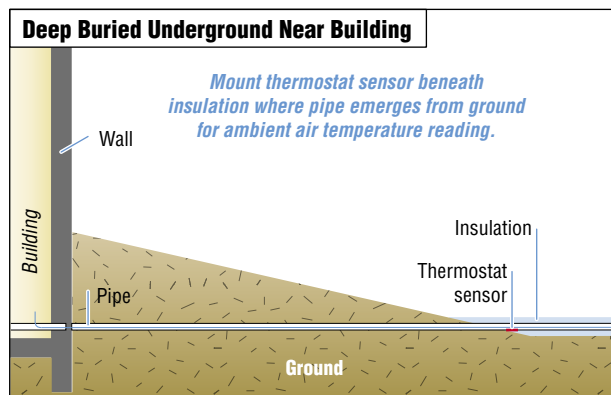 Deep Buried Underground Near Building
Mount thermostat sensor beneath
insulation where pipe emerges from ground
for ambient air temperature reading.
Wall
Building
Insulation
Thermostat
sensor
Pipe
Ground